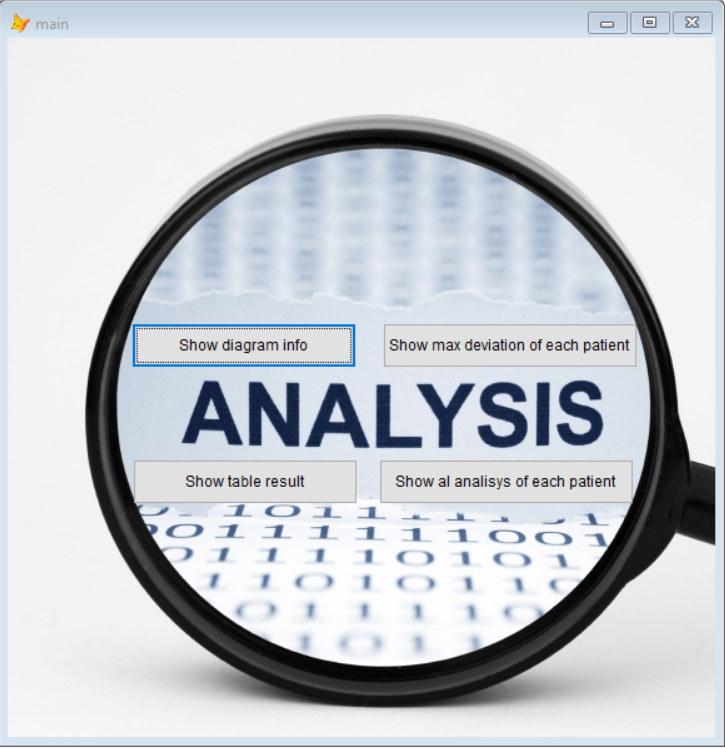 main
Show diagram info
Show max deviation of each patient
ANALYSIS
Show table result
Show al analisys of each patient